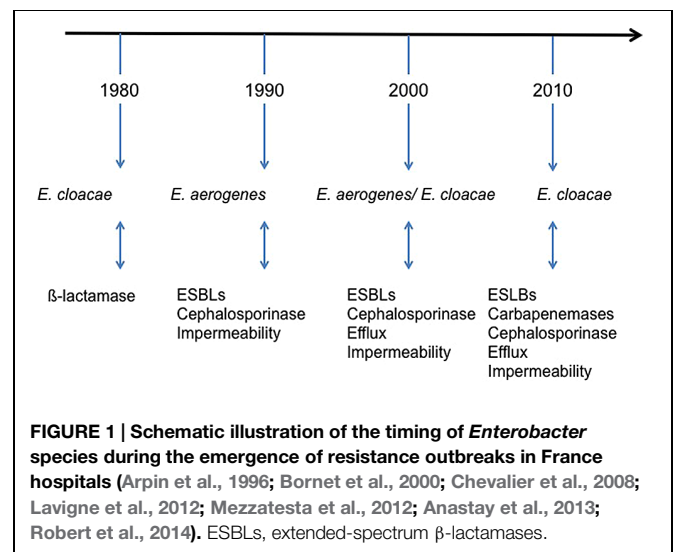 1980 1990 2000 2010
E. cloacae E. aerogenes E. aerogenes/ E. cloacae E. cloacae
ß-lactamase
ESBLs
Cephalosporinase
Impermeability
ESBLs
Cephalosporinase
Efflux
Impermeability
ESLBs
Carbapenemases
Cephalosporinase
Efflux
Impermeability
FIGURE 1 | Schematic illustration of the timing of Enterobacter
species during the emergence of resistance outbreaks in France
hospitals (Arpin et al., 1996; Bornet et al., 2000; Chevalier et al., 2008;
Lavigne et al., 2012; Mezzatesta et al., 2012; Anastay et al., 2013;
Robert et al., 2014). ESBLs, extended-spectrum β-lactamases.